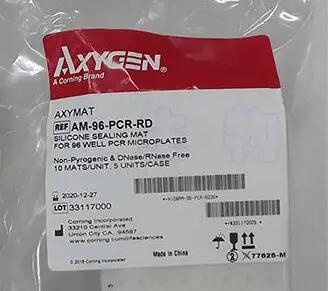 AXYGEN®
A Corning Brand
AXYMAT
REF AM-96-PCR-RD
SILICONE SEALING MAT
FOR 96 WELL PCR MICROPLATES
Non-Pyrogenic & DNase/RNase Free
10 MATS/UNIT, 5 UNITS/CASE
2020-12-27
LOT 33117000
Corning Incorporated
33210 Central Ave
Union City CA, 94587
www.corning.com/lifesciences
Made in China